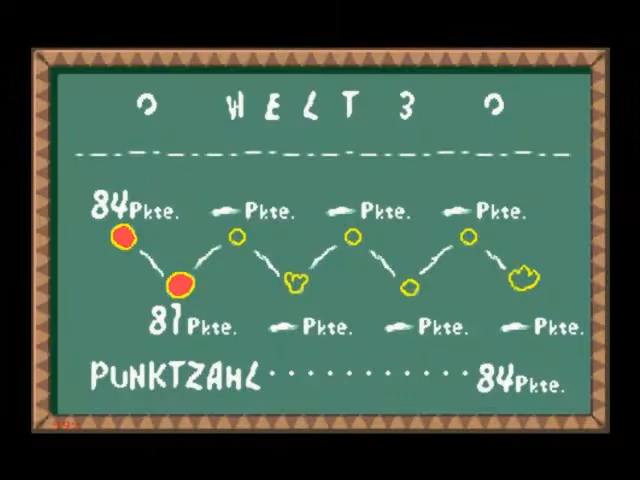 WELT 3
84Pkte. Pkte. Pkte. Pkte.
81Pkte. Pkte. Pkte. Pkte.
PUNKTZAHL...........84Pkte.